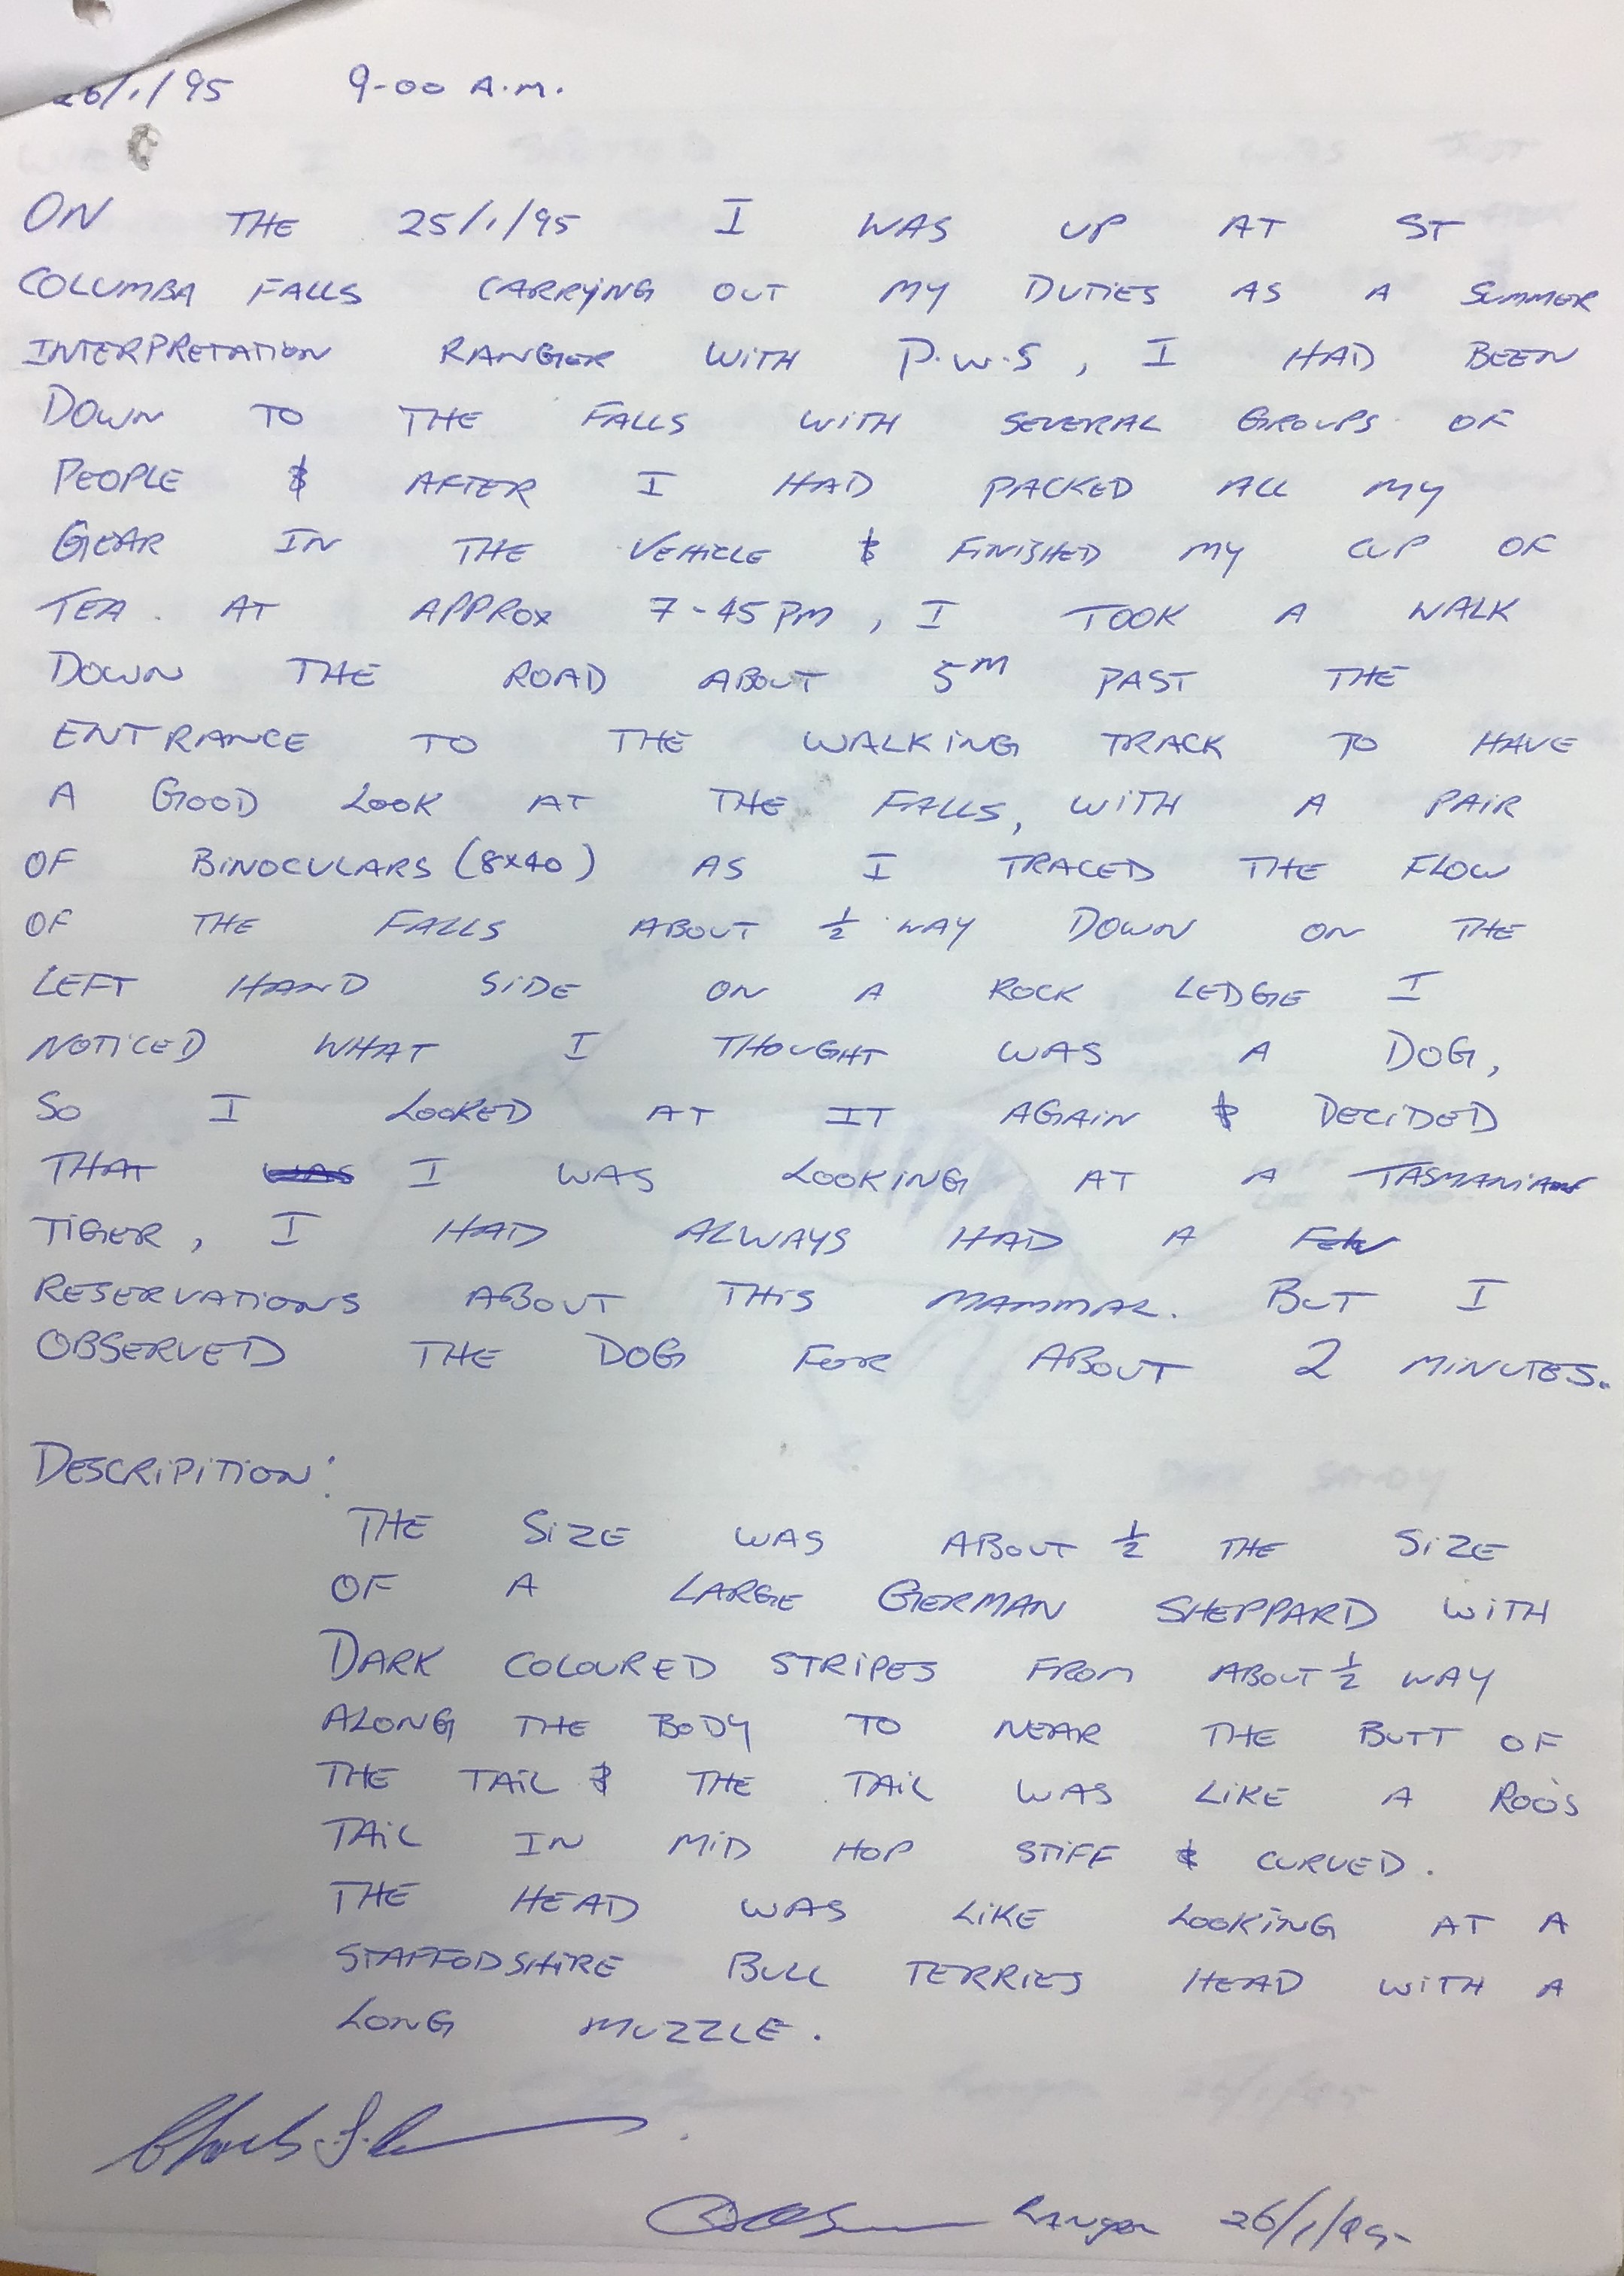 26/1/95 9-00 A.M.
ON THE 25/1/95 I WAS UP AT ST
COLUMBA FALLS CARRYING OUT MY DUTIES AS A SUMMER
INTERPRETATION RANGER WITH P.W.S, I HAD BEEN
DOWN TO THE FALLS WITH SEVERAL GROUPS OF
PEOPLE & AFTER I HAD PACKED ALL MY
GEAR IN THE VEHICLE & FINISHED MY CUP OF
TEA. AT APPROX 7-45PM, I TOOK A WALK
DOWN THE ROAD ABOUT 5M PAST THE
ENTRANCE TO THE WALKING TRACK TO HAVE
A GOOD LOOK AT THE FALLS, WITH A PAIR
OF BINOCULARS (8x40) AS I TRACED THE FLOW
OF THE FALLS ABOUT ½ WAY DOWN ON THE
LEFT HAND SIDE ON A ROCK LEDGE I
NOTICED WHAT I THOUGHT WAS A DOG,
SO I LOOKED AT IT AGAIN & DECIDED
THAT WAS I WAS LOOKING AT A TASMANIAN
TIGER, I HAD ALWAYS HAD A FEW
RESERVATIONS ABOUT THIS MAMMAL. BUT I
OBSERVED THE DOG FOR ABOUT 2 MINUTES.
DESCRIPITION:
THE SIZE WAS ABOUT ½ THE SIZE
OF A LARGE GERMAN SHEPPARD WITH
DARK COLOURED STRIPES FROM ABOUT ½ WAY
ALONG THE BODY TO NEAR THE BUTT OF
THE TAIL & THE TAIL WAS LIKE A ROO'S
TAIL IN MID HOP STIFF & CURVED.
THE HEAD WAS LIKE LOOKING AT A
STAFFODSHIRE BULL TERRIES HEAD WITH A
LONG MUZZLE.
Ranger 26/1/95